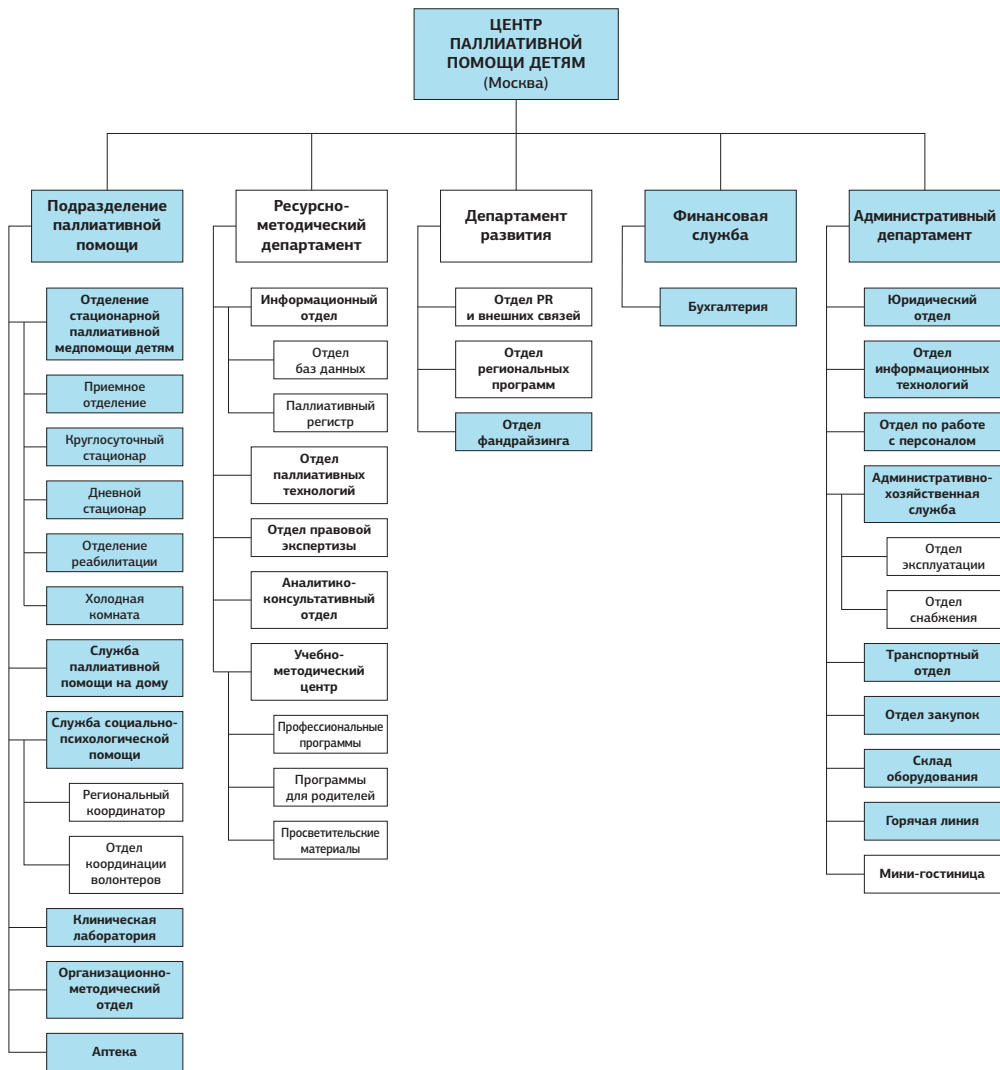 ЦЕНТР
ПАЛЛИАТИВНОЙ
ПОМОЩИ ДЕТЯМ
(Москва)
Подразделение
паллиативной
помощи
Отделение
стационарной
паллиативной
медпомощи детям
Приемное
отделение
Круглосуточный
стационар
Дневной
стационар
Отделение
реабилитации
Холодная
комната
Служба
паллиативной
помощи на дому
Служба социально-
психологической
помощи
Региональный
координатор
Отдел
координации
волонтеров
Клиническая
лаборатория
Организационно-
методический
отдел
Аптека
Ресурсно-
методический
департамент
Информационный
отдел
Отдел
баз данных
Паллиативный
регистр
Отдел
паллиативных
технологий
Отдел правовой
экспертизы
Аналитико-
консультативный
отдел
Учебно-
методический
центр
Профессиональные
программы
Программы
для родителей
Просветительские
материалы
Департамент
развития
Отдел PR
и внешних связей
Отдел
региональных
программ
Отдел
фандрайзинга
Финансовая
служба
Бухгалтерия
Административный
департамент
Юридический
отдел
Отдел
информационных
технологий
Отдел по работе
с персоналом
Административно-
хозяйственная
служба
Отдел
эксплуатации
Отдел
снабжения
Транспортный
отдел
Отдел закупок
Склад
оборудования
Горячая линия
Мини-гостиница